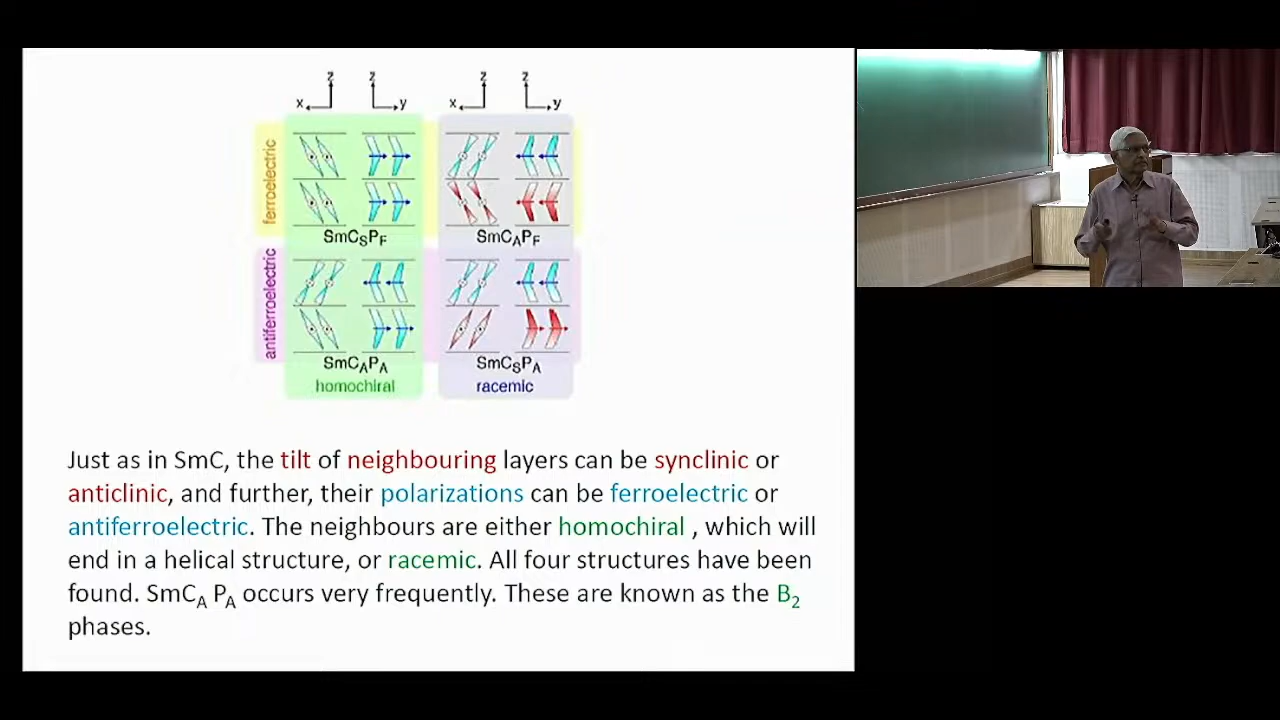 z z z z
x y x y
ferroelectric
SmCSPF SmCAPF
antiferroelectric
SmCAPA SmCSPA
homochiral racemic
Just as in SmC, the tilt of neighbouring layers can be synclinic or
anticlinic, and further, their polarizations can be ferroelectric or
antiferroelectric. The neighbours are either homochiral , which will
end in a helical structure, or racemic. All four structures have been
found. SmCA PA occurs very frequently. These are known as the B2
phases.